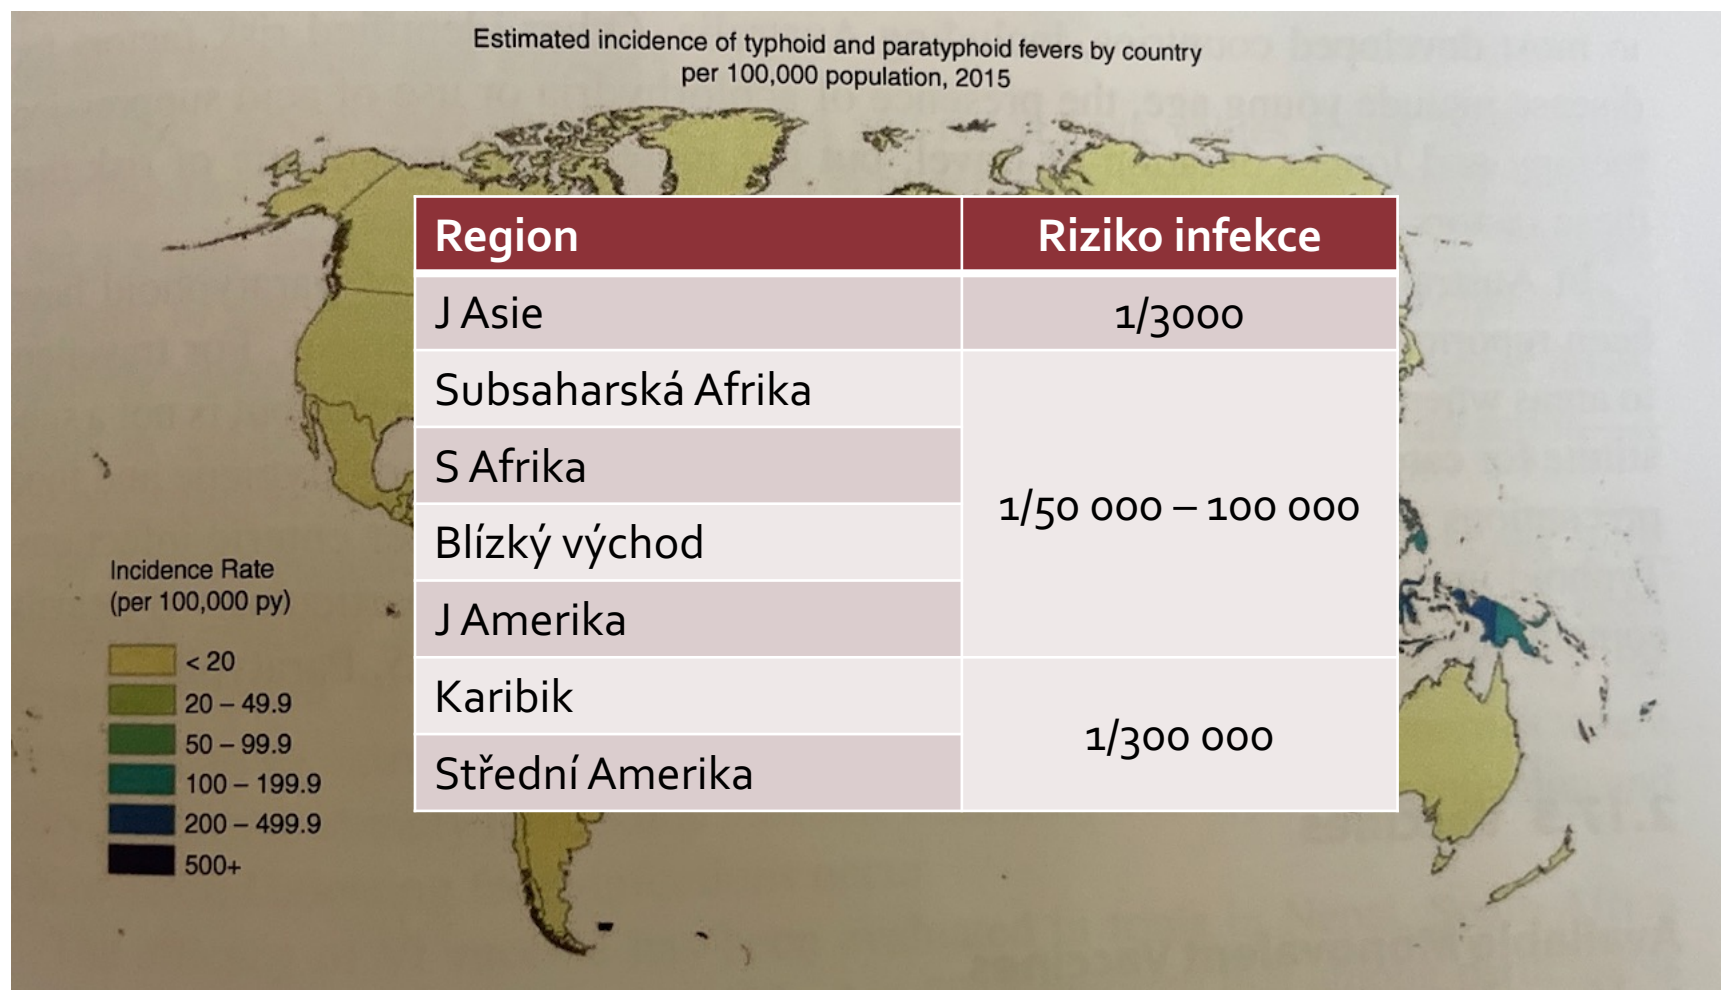 Estimated incidence of typhoid and paratyphoid fevers by country
per 100,000 population, 2015
Region Riziko infekce
J Asie 1/3000
Subsaharská Afrika
S Afrika
1/50 000 – 100 000
Blízký východ
J Amerika
Karibik
1/300 000
Střední Amerika
Incidence Rate
(per 100,000 py)
< 20
20 – 49.9
50 – 99.9
100 – 199.9
200 – 499.9
500+